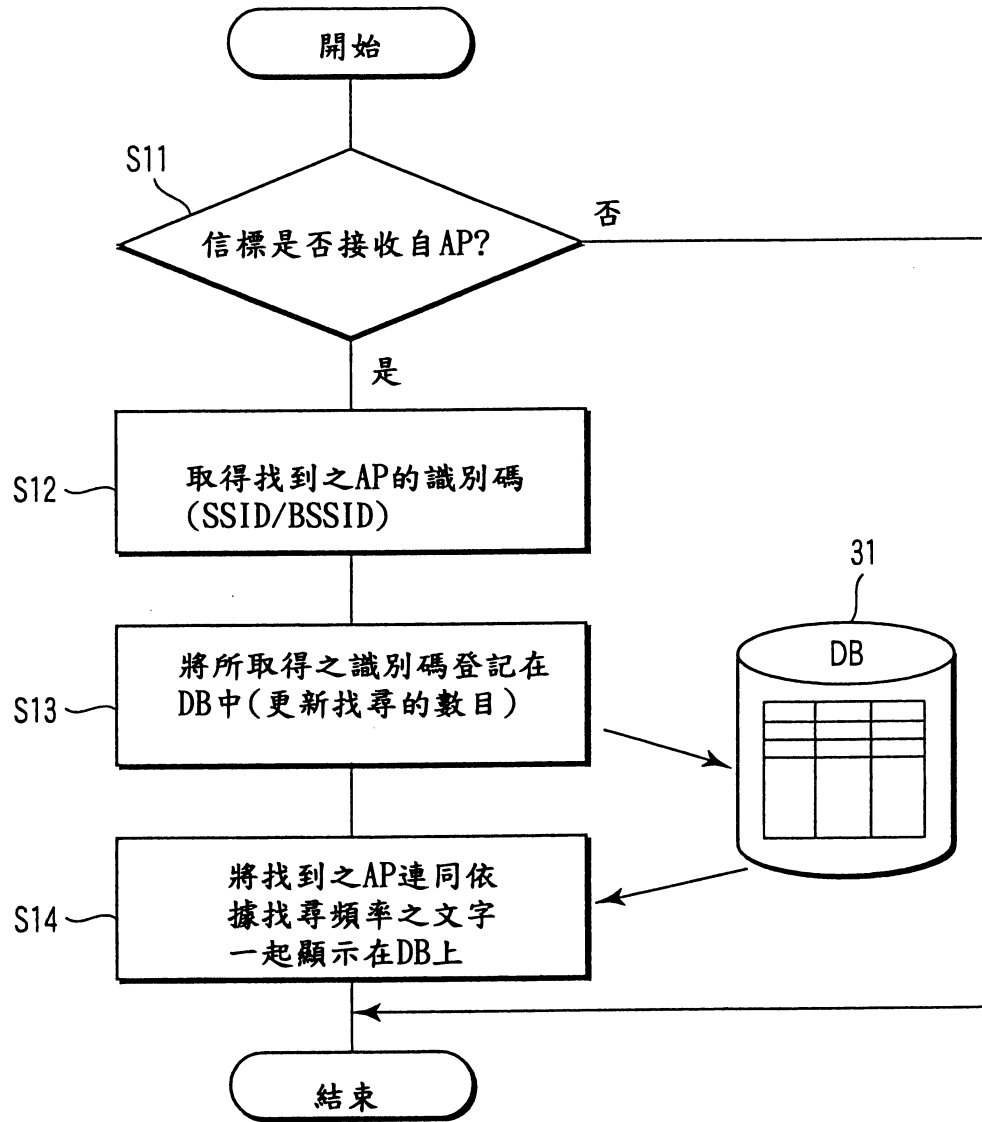 開始
S11
信標是否接收自AP?
否
是
S12
取得找到之AP的識別碼
(SSID/BSSID)
31
DB
S13
將所取得之識別碼登記在
DB中(更新找尋的數目)
S14
將找到之AP連同依
據找尋頻率之文字
一起顯示在DB上
結束